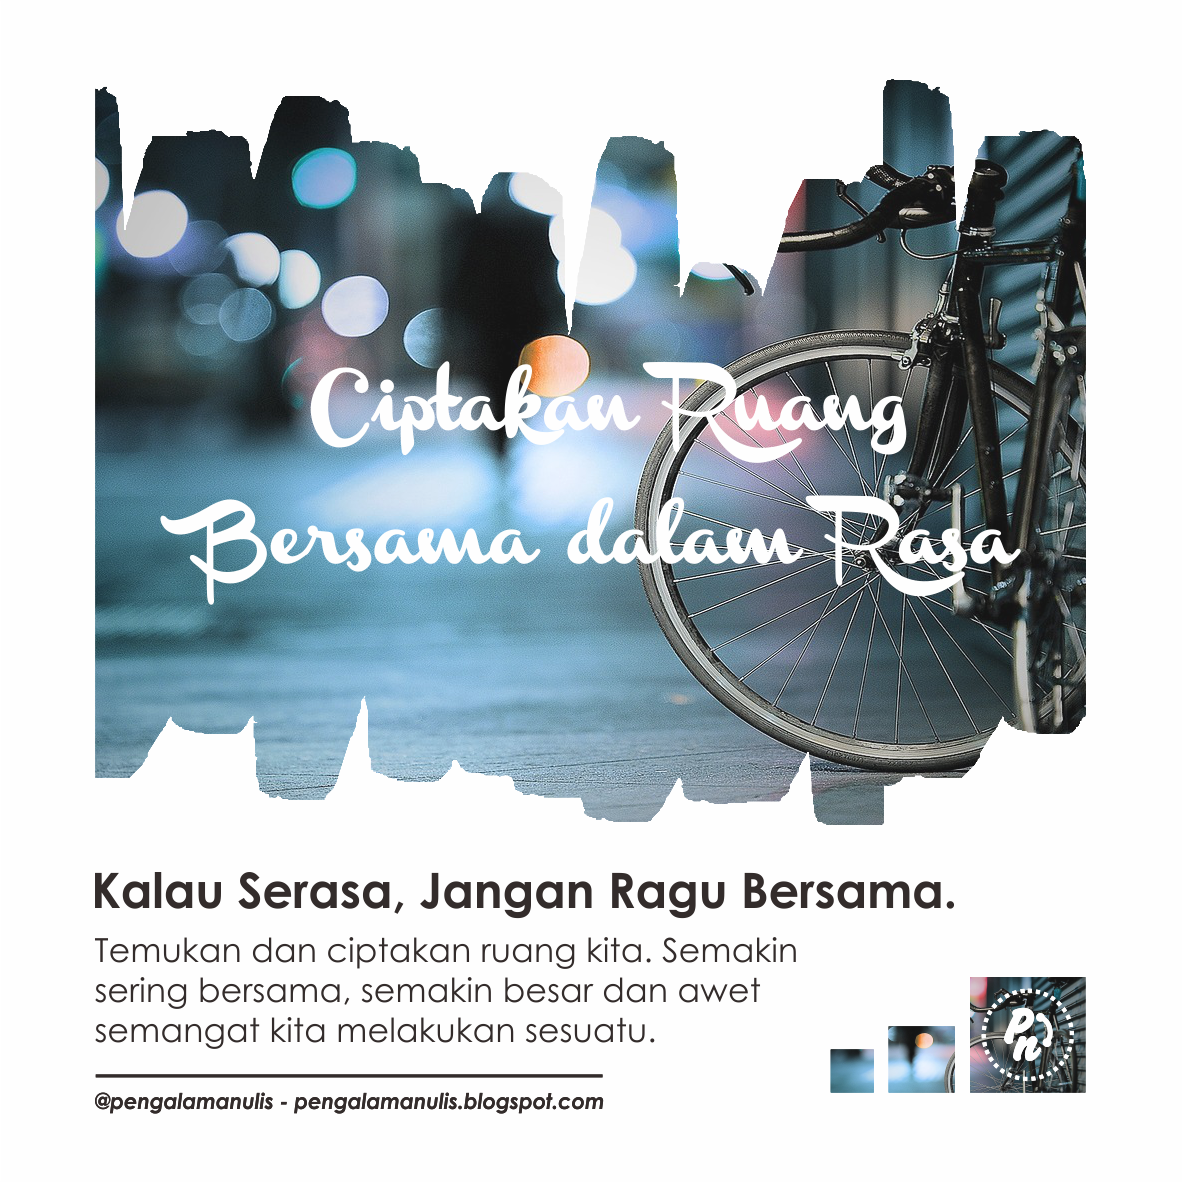 Ciptakan Ruang
Bersama dalam Rasa
Kalau Serasa, Jangan Ragu Bersama.
Temukan dan ciptakan ruang kita. Semakin
sering bersama, semakin besar dan awet
semangat kita melakukan sesuatu.
@pengalamanulis - pengalamanulis.blogspot.com
Pn